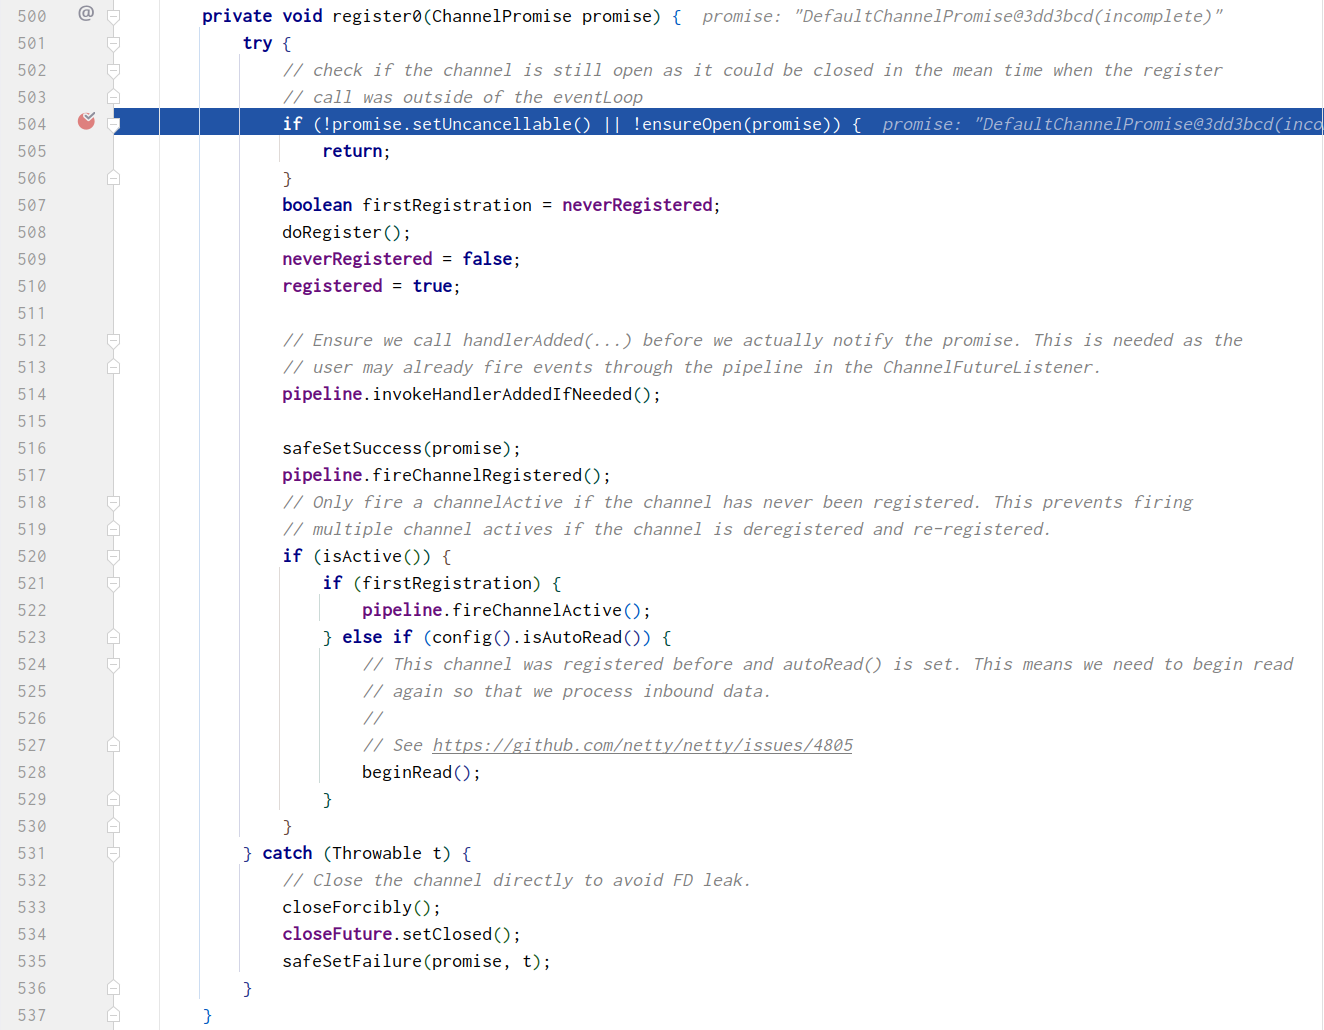 500 @ private void register0(ChannelPromise promise) { promise: "DefaultChannelPromise@3dd3bcd(incomplete)"
501 try {
502 // check if the channel is still open as it could be closed in the mean time when the register
503 // call was outside of the eventLoop
504 if (!promise.setUncancellable() || !ensureOpen(promise)) { promise: "DefaultChannelPromise@3dd3bcd(inco
505 return;
506 }
507 boolean firstRegistration = neverRegistered;
508 doRegister();
509 neverRegistered = false;
510 registered = true;
511
512 // Ensure we call handlerAdded(...) before we actually notify the promise. This is needed as the
513 // user may already fire events through the pipeline in the ChannelFutureListener.
514 pipeline.invokeHandlerAddedIfNeeded();
515
516 safeSetSuccess(promise);
517 pipeline.fireChannelRegistered();
518 // Only fire a channelActive if the channel has never been registered. This prevents firing
519 // multiple channel actives if the channel is deregistered and re-registered.
520 if (isActive()) {
521 if (firstRegistration) {
522 pipeline.fireChannelActive();
523 } else if (config().isAutoRead()) {
524 // This channel was registered before and autoRead() is set. This means we need to begin read
525 // again so that we process inbound data.
526 //
527 // See https://github.com/netty/netty/issues/4805
528 beginRead();
529 }
530 }
531 } catch (Throwable t) {
532 // Close the channel directly to avoid FD leak.
533 closeForcibly();
534 closeFuture.setClosed();
535 safeSetFailure(promise, t);
536 }
537 }